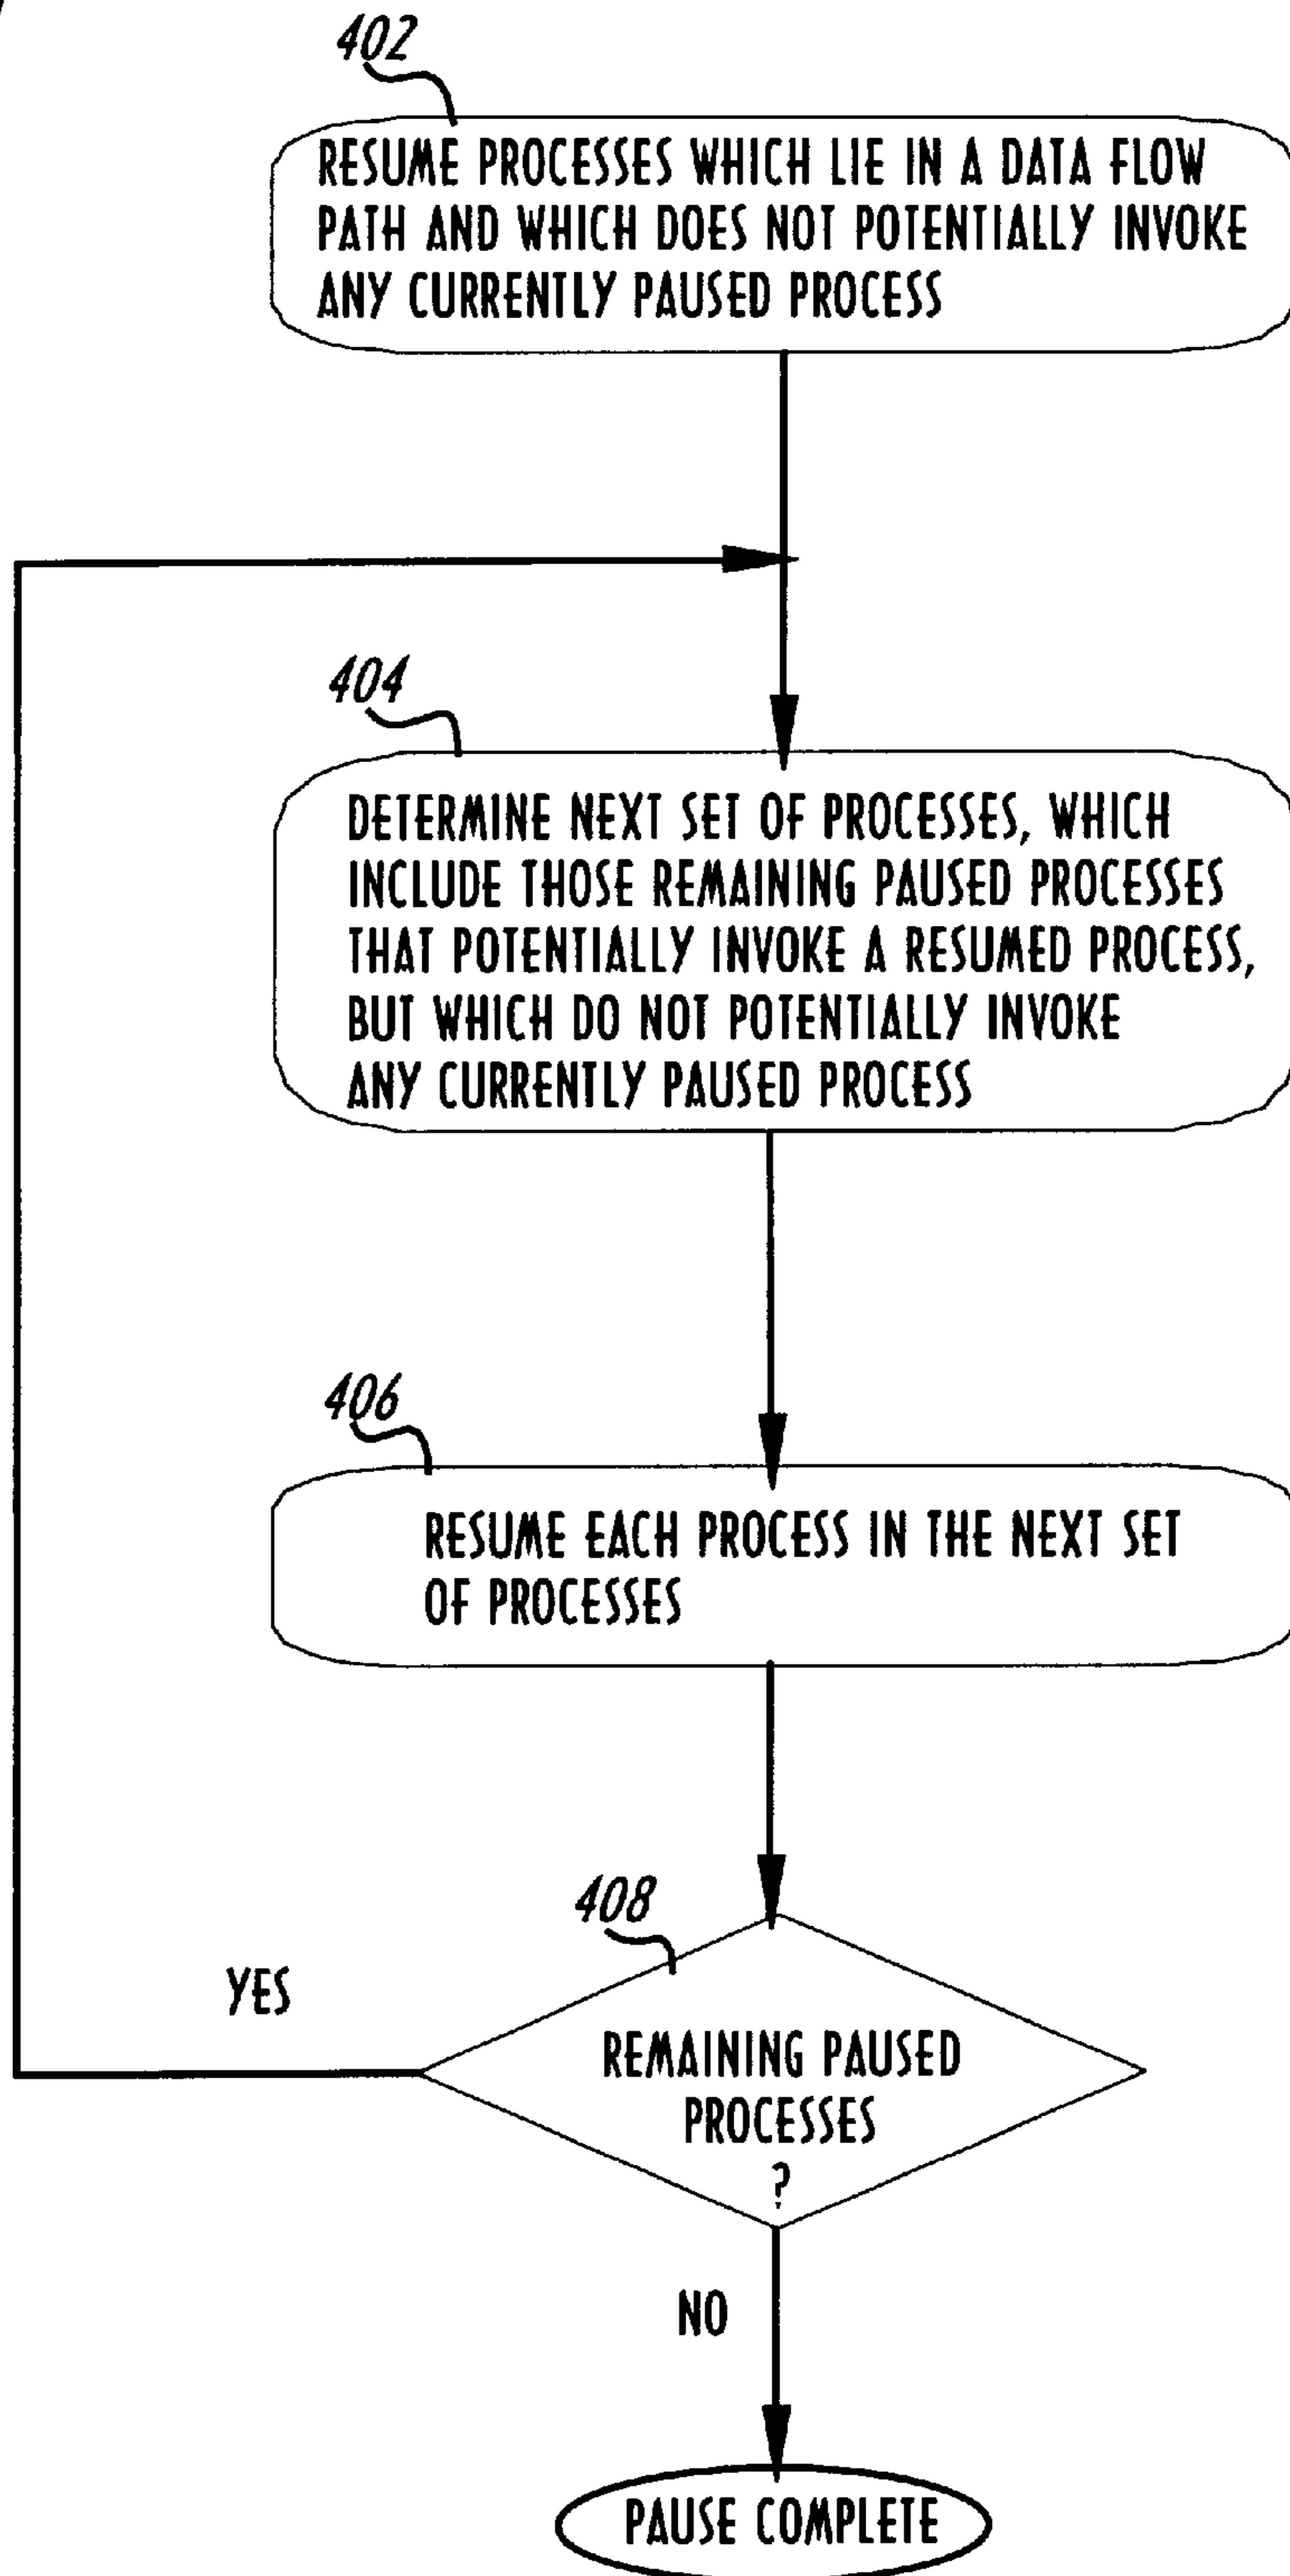 402
RESUME PROCESSES WHICH LIE IN A DATA FLOW
PATH AND WHICH DOES NOT POTENTIALLY INVOKE
ANY CURRENTLY PAUSED PROCESS
404
DETERMINE NEXT SET OF PROCESSES, WHICH
INCLUDE THOSE REMAINING PAUSED PROCESSES
THAT POTENTIALLY INVOKE A RESUMED PROCESS,
BUT WHICH DO NOT POTENTIALLY INVOKE
ANY CURRENTLY PAUSED PROCESS
406
RESUME EACH PROCESS IN THE NEXT SET
OF PROCESSES
408
YES
REMAINING PAUSED
PROCESSES
?
NO
PAUSE COMPLETE